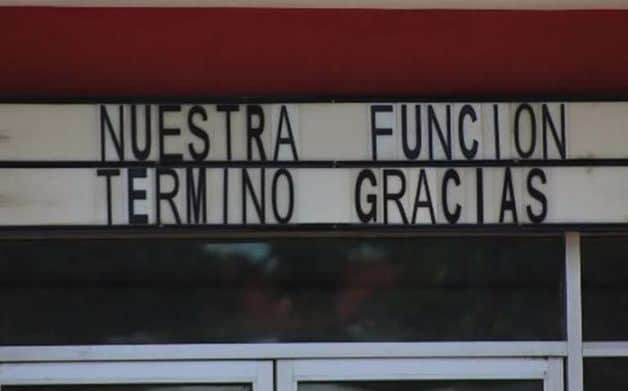 NUESTRA FUNCION
TERMINO GRACIAS